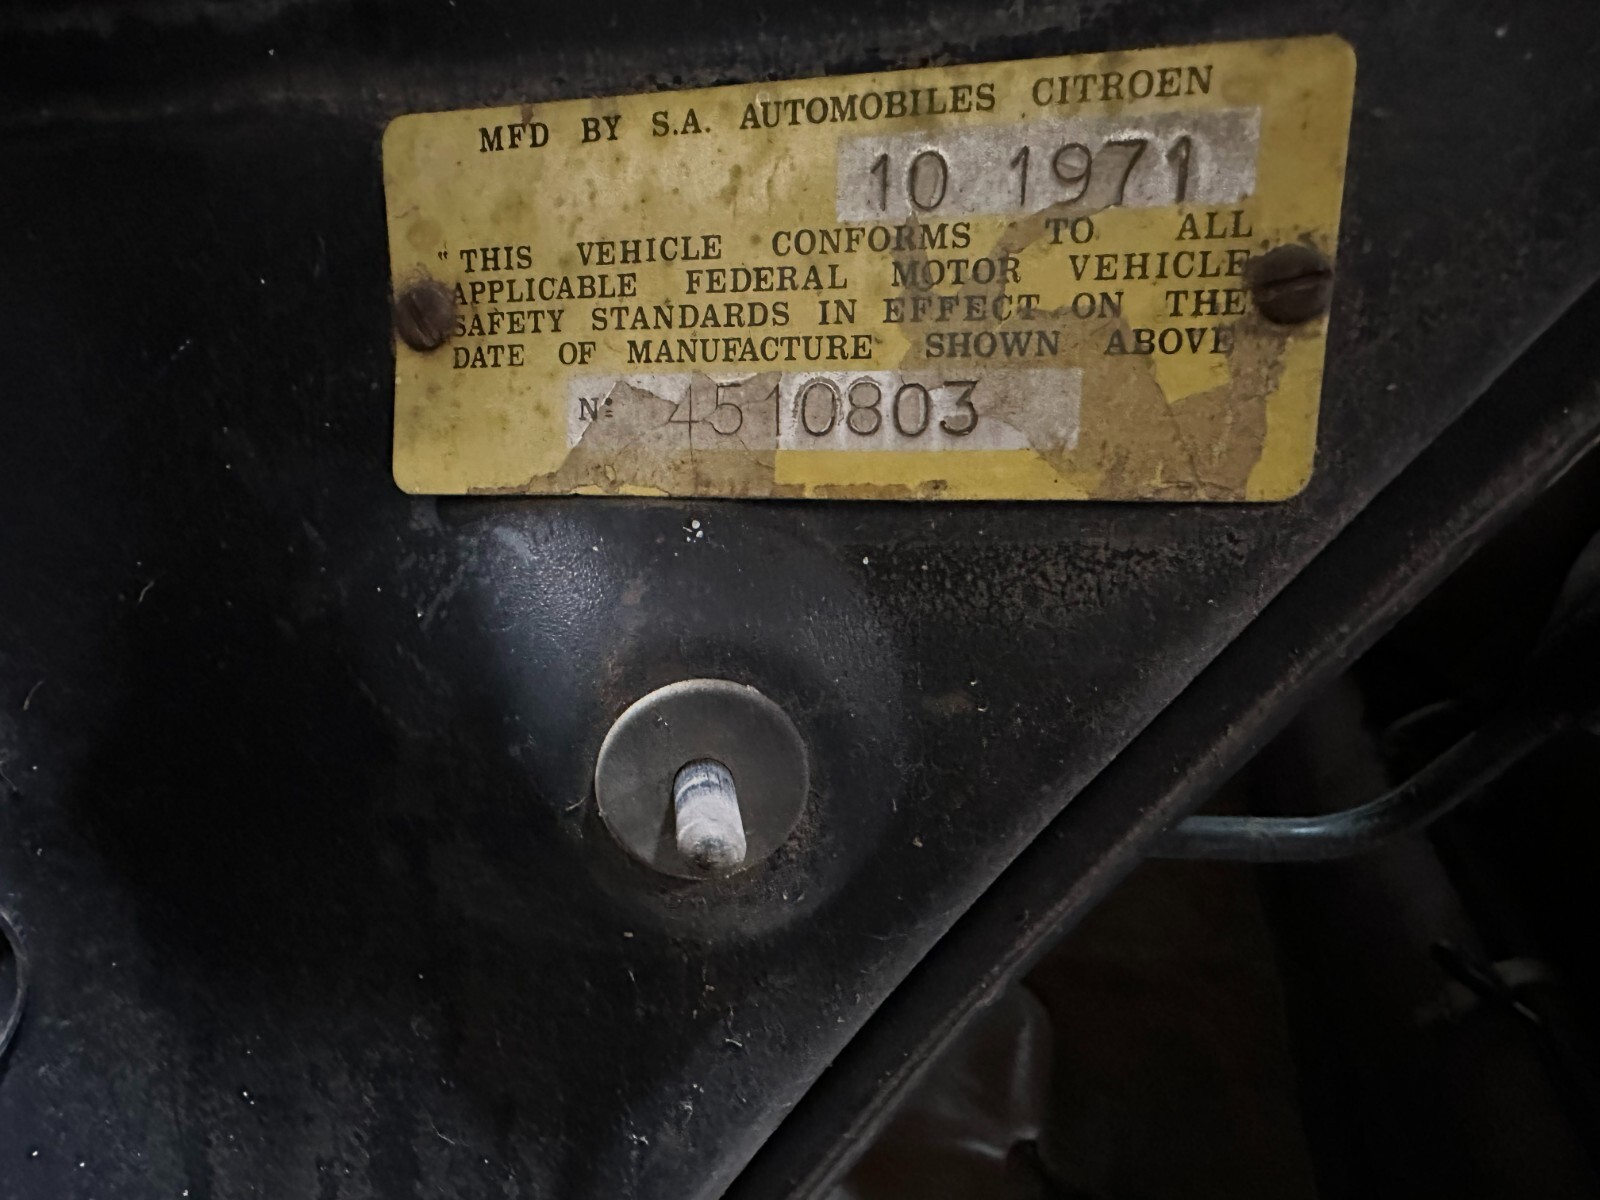 MFD BY S.A. AUTOMOBILES CITROEN
10 1971
"THIS VEHICLE CONFORMS TO ALL
APPLICABLE FEDERAL MOTOR VEHICLE
SAFETY STANDARDS IN EFFECT ON THE
DATE OF MANUFACTURE SHOWN ABOVE"
Nº 4510803